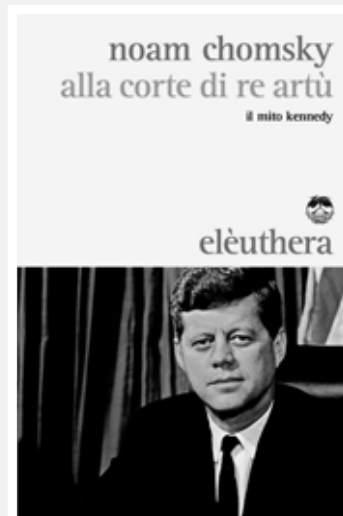 noam chomsky
alla corte di re artù
il mito kennedy
elèuthera